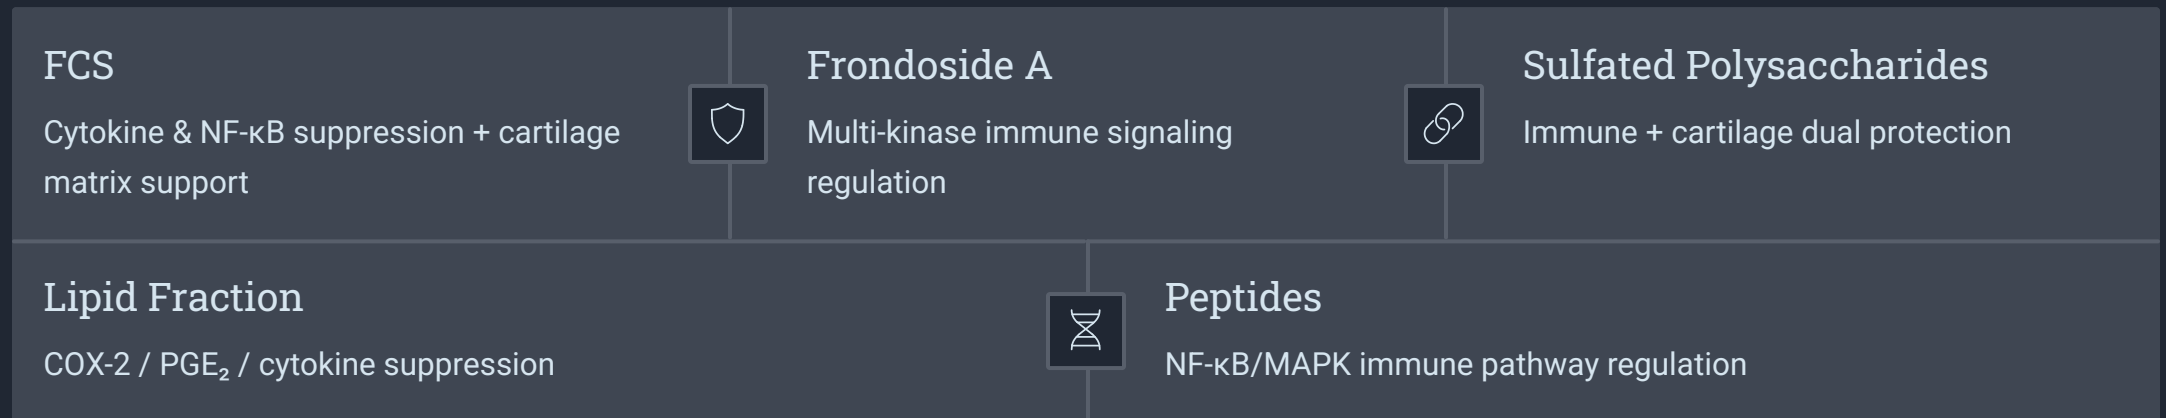 FCS
Cytokine & NF-κB suppression + cartilage
matrix support
Frondoside A
Multi-kinase immune signaling
regulation
Sulfated Polysaccharides
Immune + cartilage dual protection
Lipid Fraction
COX-2 / PGE₂ / cytokine suppression
Peptides
NF-κB/MAPK immune pathway regulation